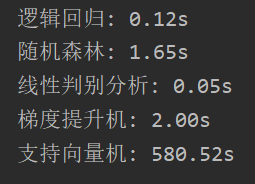 逻辑回归: 0.12s
随机森林: 1.65s
线性判别分析: 0.05s
梯度提升机: 2.00s
支持向量机: 580.52s